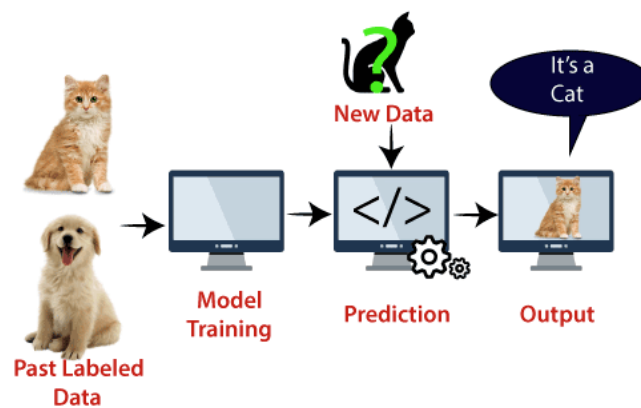 It's a
Cat
?
New Data
</>
Model
Training
Prediction
Output
Past Labeled
Data